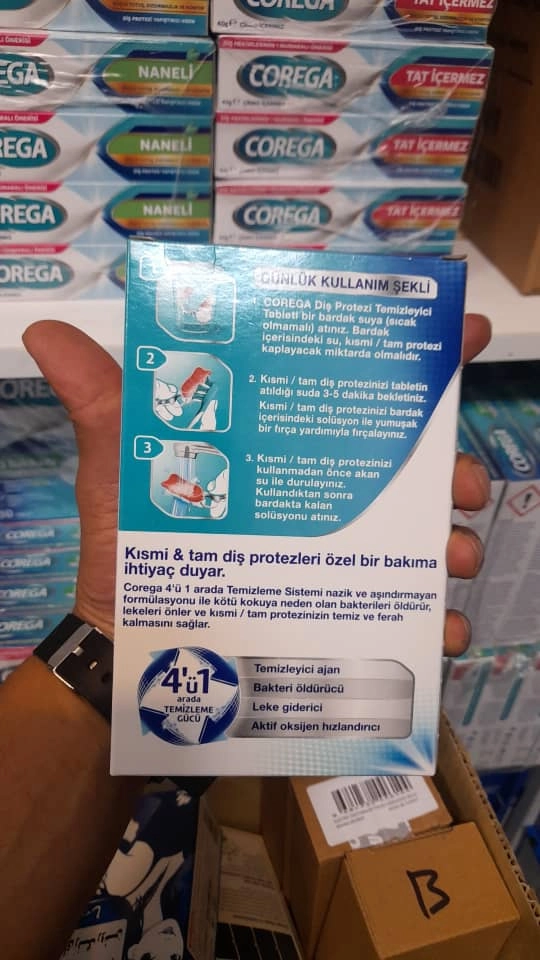 COREGA
TAT İÇERMEZ
EGA
NANELİ
COREGA
TAT İÇERMEZ
REGA
NANELİ
COREGA
TAT İÇERMEZ
REGA
NANELİ
COREGA
TAT İÇERMEZ
OREGA
GÜNLÜK KULLANIM ŞEKLİ
1. COREGA Diş Protezi Temizleyici
Tableti bir bardak suya (sıcak
olmamalı) atınız. Bardak
içerisindeki su, kısmi / tam protezi
kaplayacak miktarda olmalıdır.
2
2. Kısmi / tam diş protezinizi tabletin
atıldığı suda 3-5 dakika bekletiniz.
Kısmi / tam diş protezinizi bardak
içerisindeki solüsyon ile yumuşak
bir fırça yardımıyla fırçalayınız.
3
3. Kısmi / tam diş protezinizi
kullanmadan önce akan
su ile durulayınız.
Kullandıktan sonra
bardakta kalan
solüsyonu atınız.
Kısmi & tam diş protezleri özel bir bakıma
ihtiyaç duyar.
Corega 4'ü 1 arada Temizleme Sistemi nazik ve aşındırmayan
formülasyonu ile kötü kokuya neden olan bakterileri öldürür,
lekeleri önler ve kısmi / tam protezinizin temiz ve ferah
kalmasını sağlar.
4'ü1
arada
TEMİZLEME
GÜCÜ
Temizleyici ajan
Bakteri öldürücü
Leke giderici
Aktif oksijen hızlandırıcı
COREGA
COREGA
B